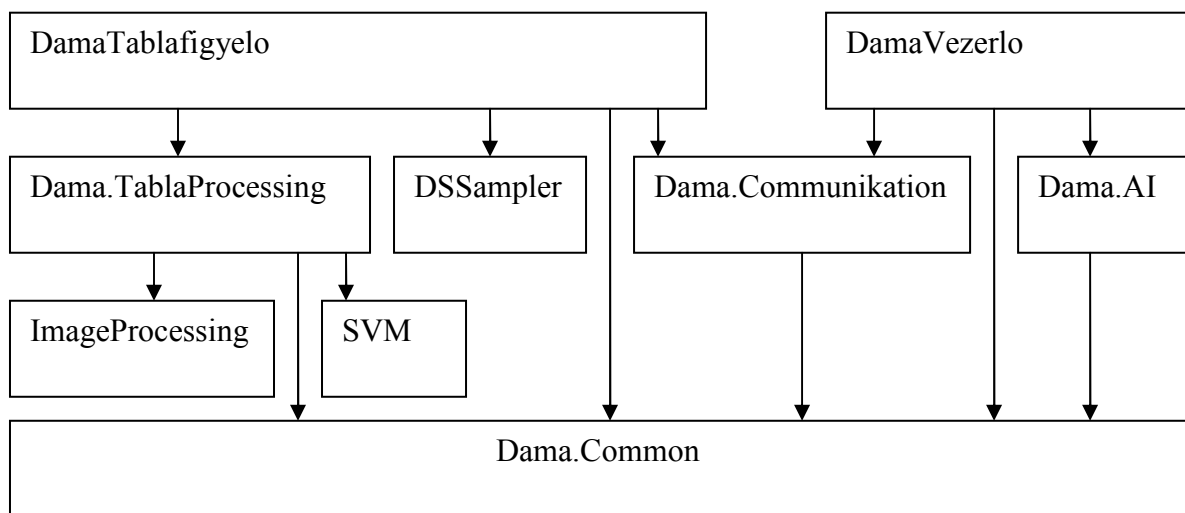 DamaTablafigyelo
DamaVezerlo
Dama.TablaProcessing
DSSampler
Dama.Communikation
Dama.AI
ImageProcessing
SVM
Dama.Common